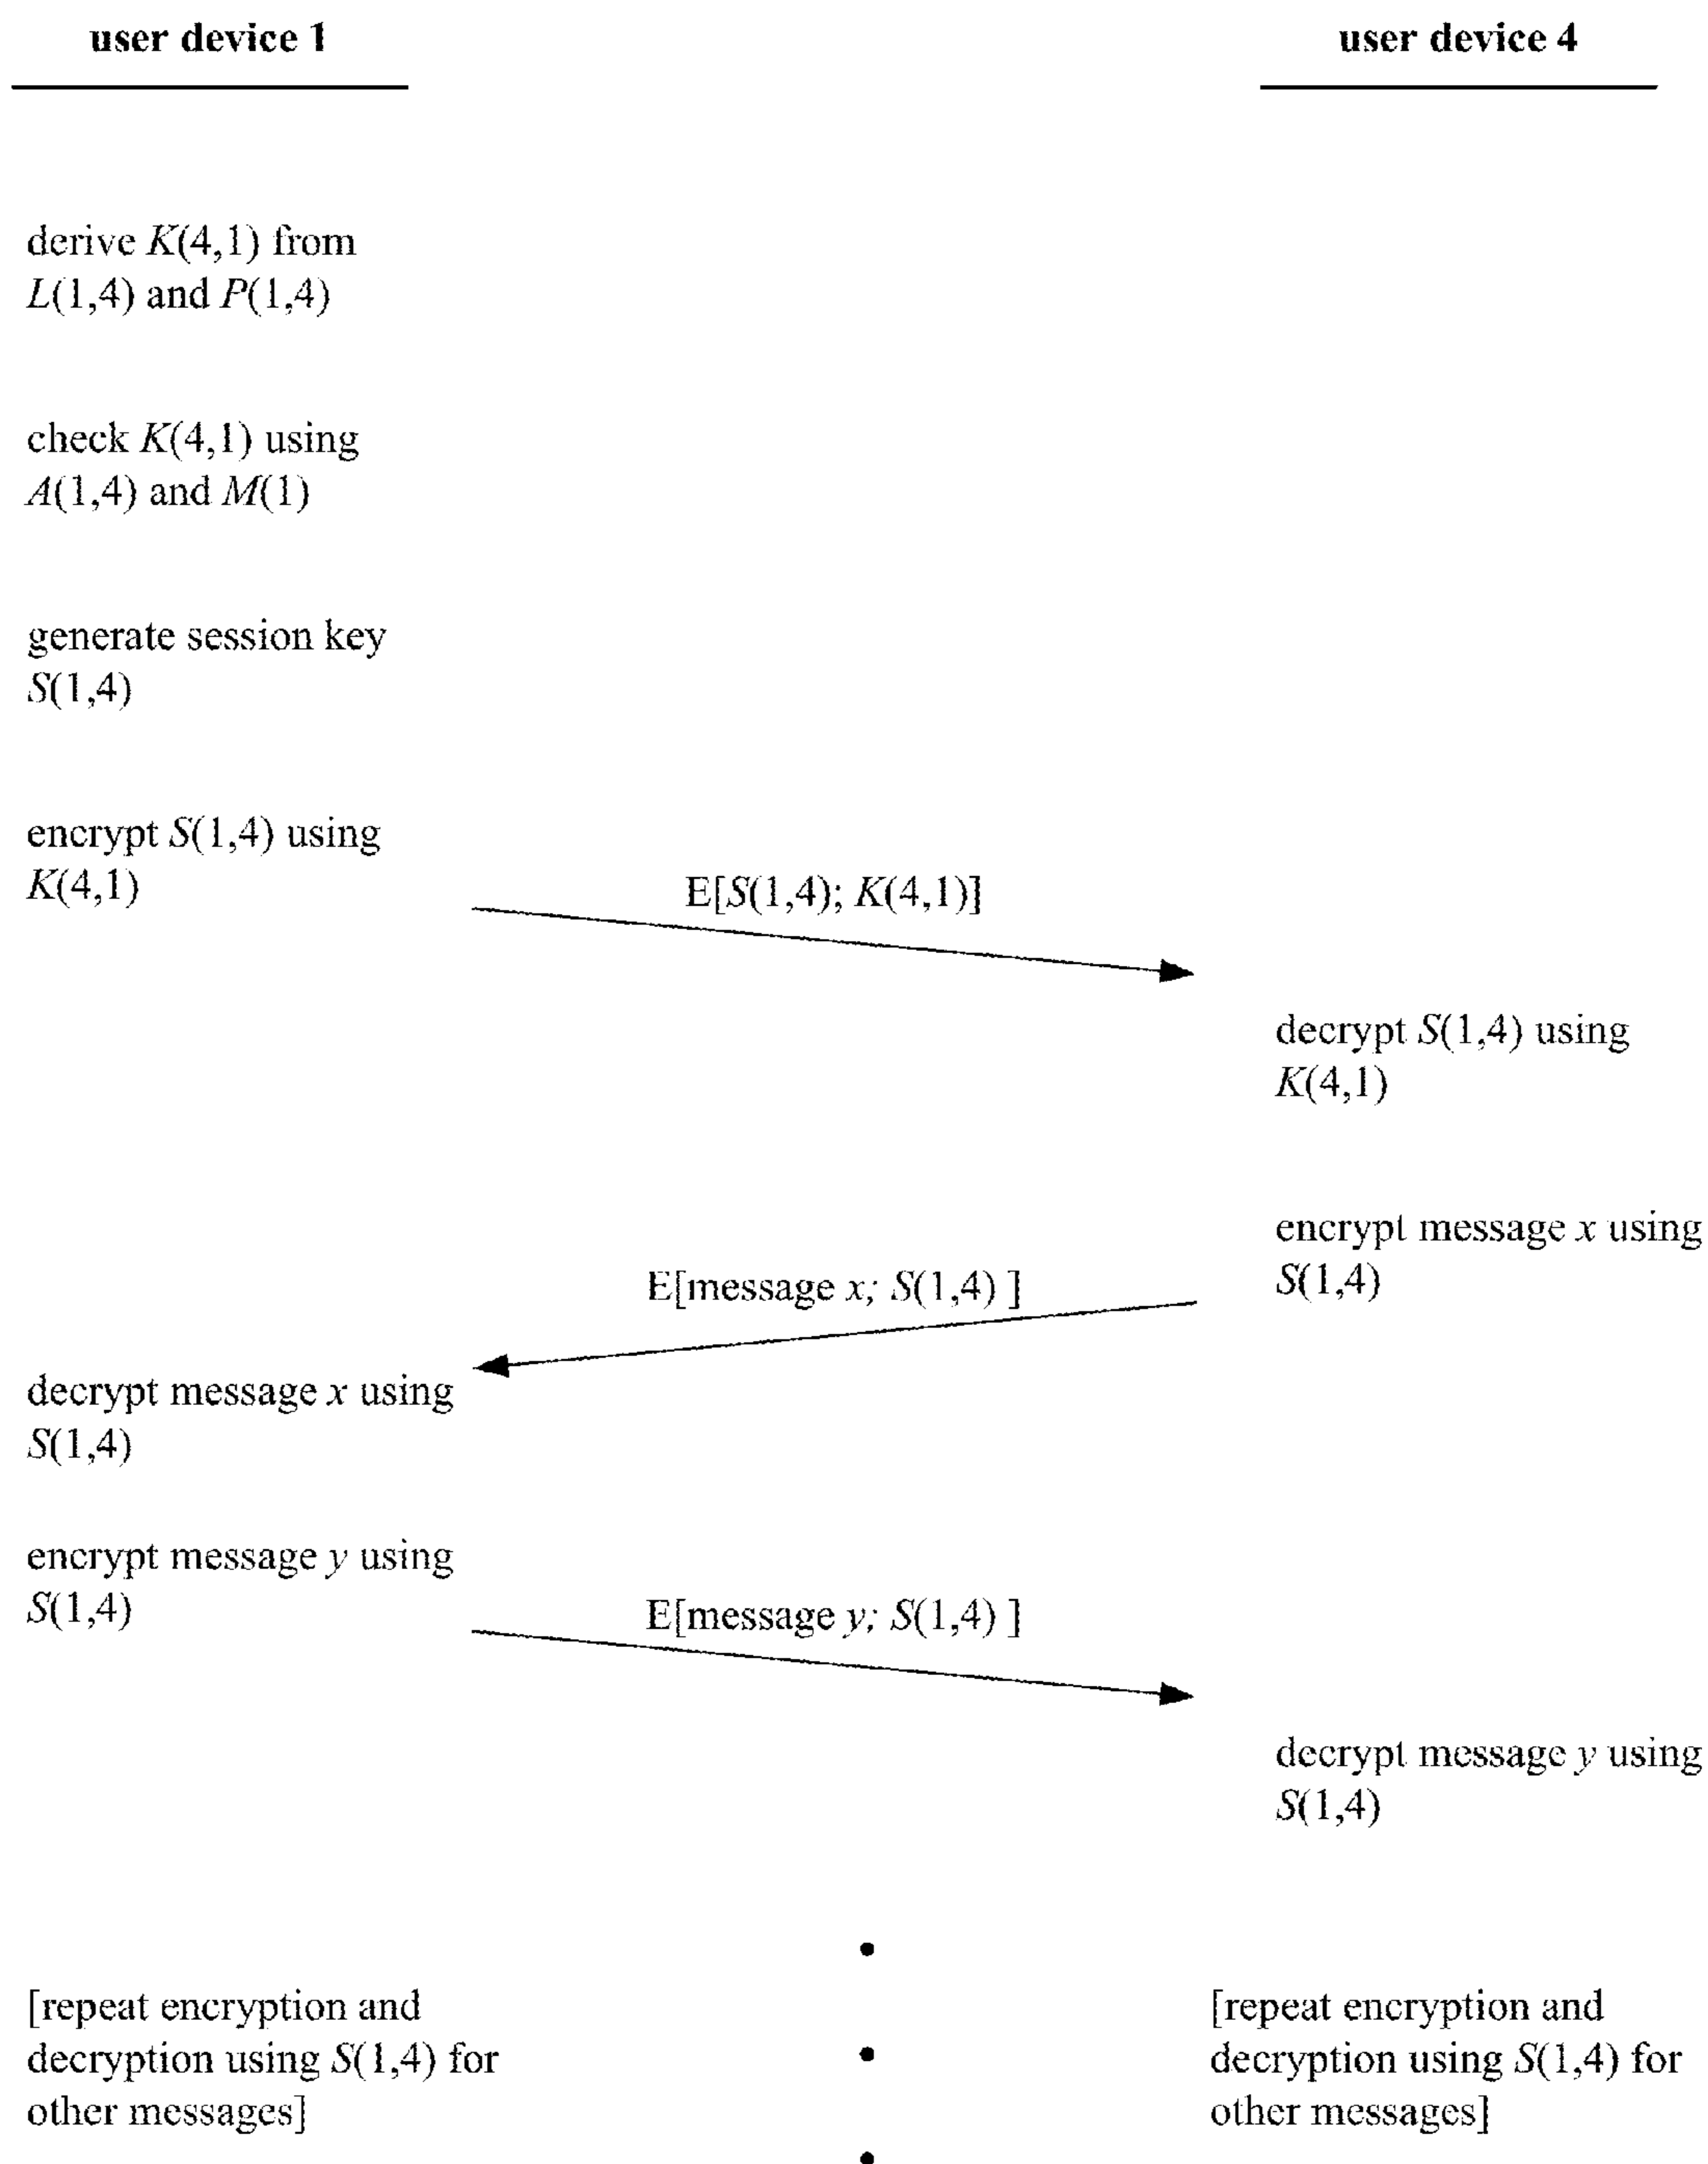 user device 1
user device 4
derive K(4,1) from
L(1,4) and P(1,4)
check K(4,1) using
A(1,4) and M(1)
generate session key
S(1,4)
encrypt S(1,4) using
K(4,1)
E[S(1,4); K(4,1)]
decrypt S(1,4) using
K(4,1)
encrypt message x using
S(1,4)
E[message x; S(1,4) ]
decrypt message x using
S(1,4)
encrypt message y using
S(1,4)
E[message y; S(1,4) ]
decrypt message y using
S(1,4)
[repeat encryption and
decryption using S(1,4) for
other messages]
[repeat encryption and
decryption using S(1,4) for
other messages]